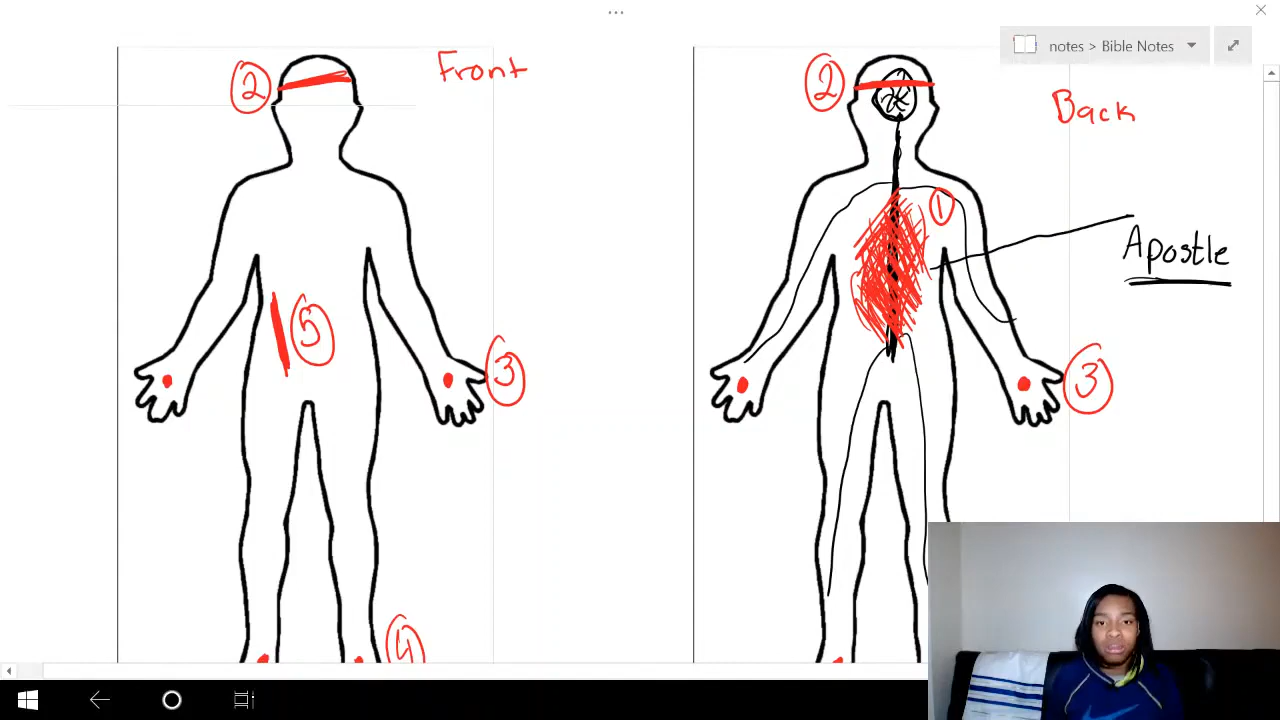 notes > Bible Notes
② Front
② Back
①
Apostle
⑤
③
③
④